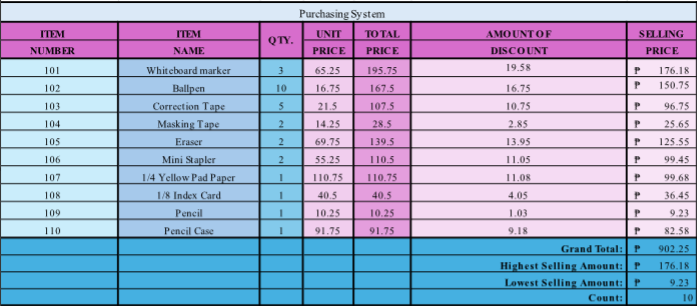 Purchasing System
ITEM NUMBER ITEM NAME QTY. UNIT PRICE TOTAL PRICE AMOUNT OF DISCOUNT SELLING PRICE
101 Whiteboard marker 3 65.25 195.75 19.58 ₱ 176.18
102 Ballpen 10 16.75 167.5 16.75 ₱ 150.75
103 Correction Tape 5 21.5 107.5 10.75 ₱ 96.75
104 Masking Tape 2 14.25 28.5 2.85 ₱ 25.65
105 Eraser 2 69.75 139.5 13.95 ₱ 125.55
106 Mini Stapler 2 55.25 110.5 11.05 ₱ 99.45
107 1/4 Yellow Pad Paper 1 110.75 110.75 11.08 ₱ 99.68
108 1/8 Index Card 1 40.5 40.5 4.05 ₱ 36.45
109 Pencil 1 10.25 10.25 1.03 ₱ 9.23
110 Pencil Case 1 91.75 91.75 9.18 ₱ 82.58
Grand Total: ₱ 902.25
Highest Selling Amount: ₱ 176.18
Lowest Selling Amount: ₱ 9.23
Count: 10